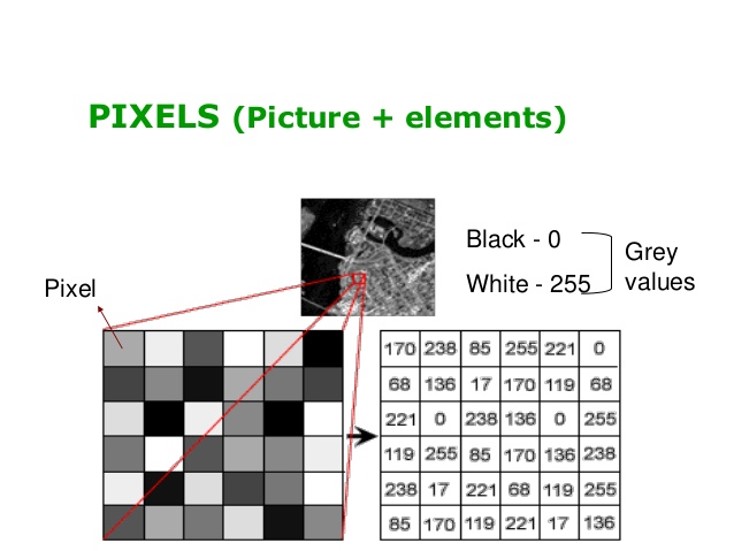 PIXELS (Picture + elements)
Black - 0
White - 255
Grey
values
Pixel
170 238 85 255 221 0
68 136 17 170 119 68
221 0 238 136 0 255
119 255 85 170 136 238
238 17 221 68 119 255
85 170 119 221 17 136